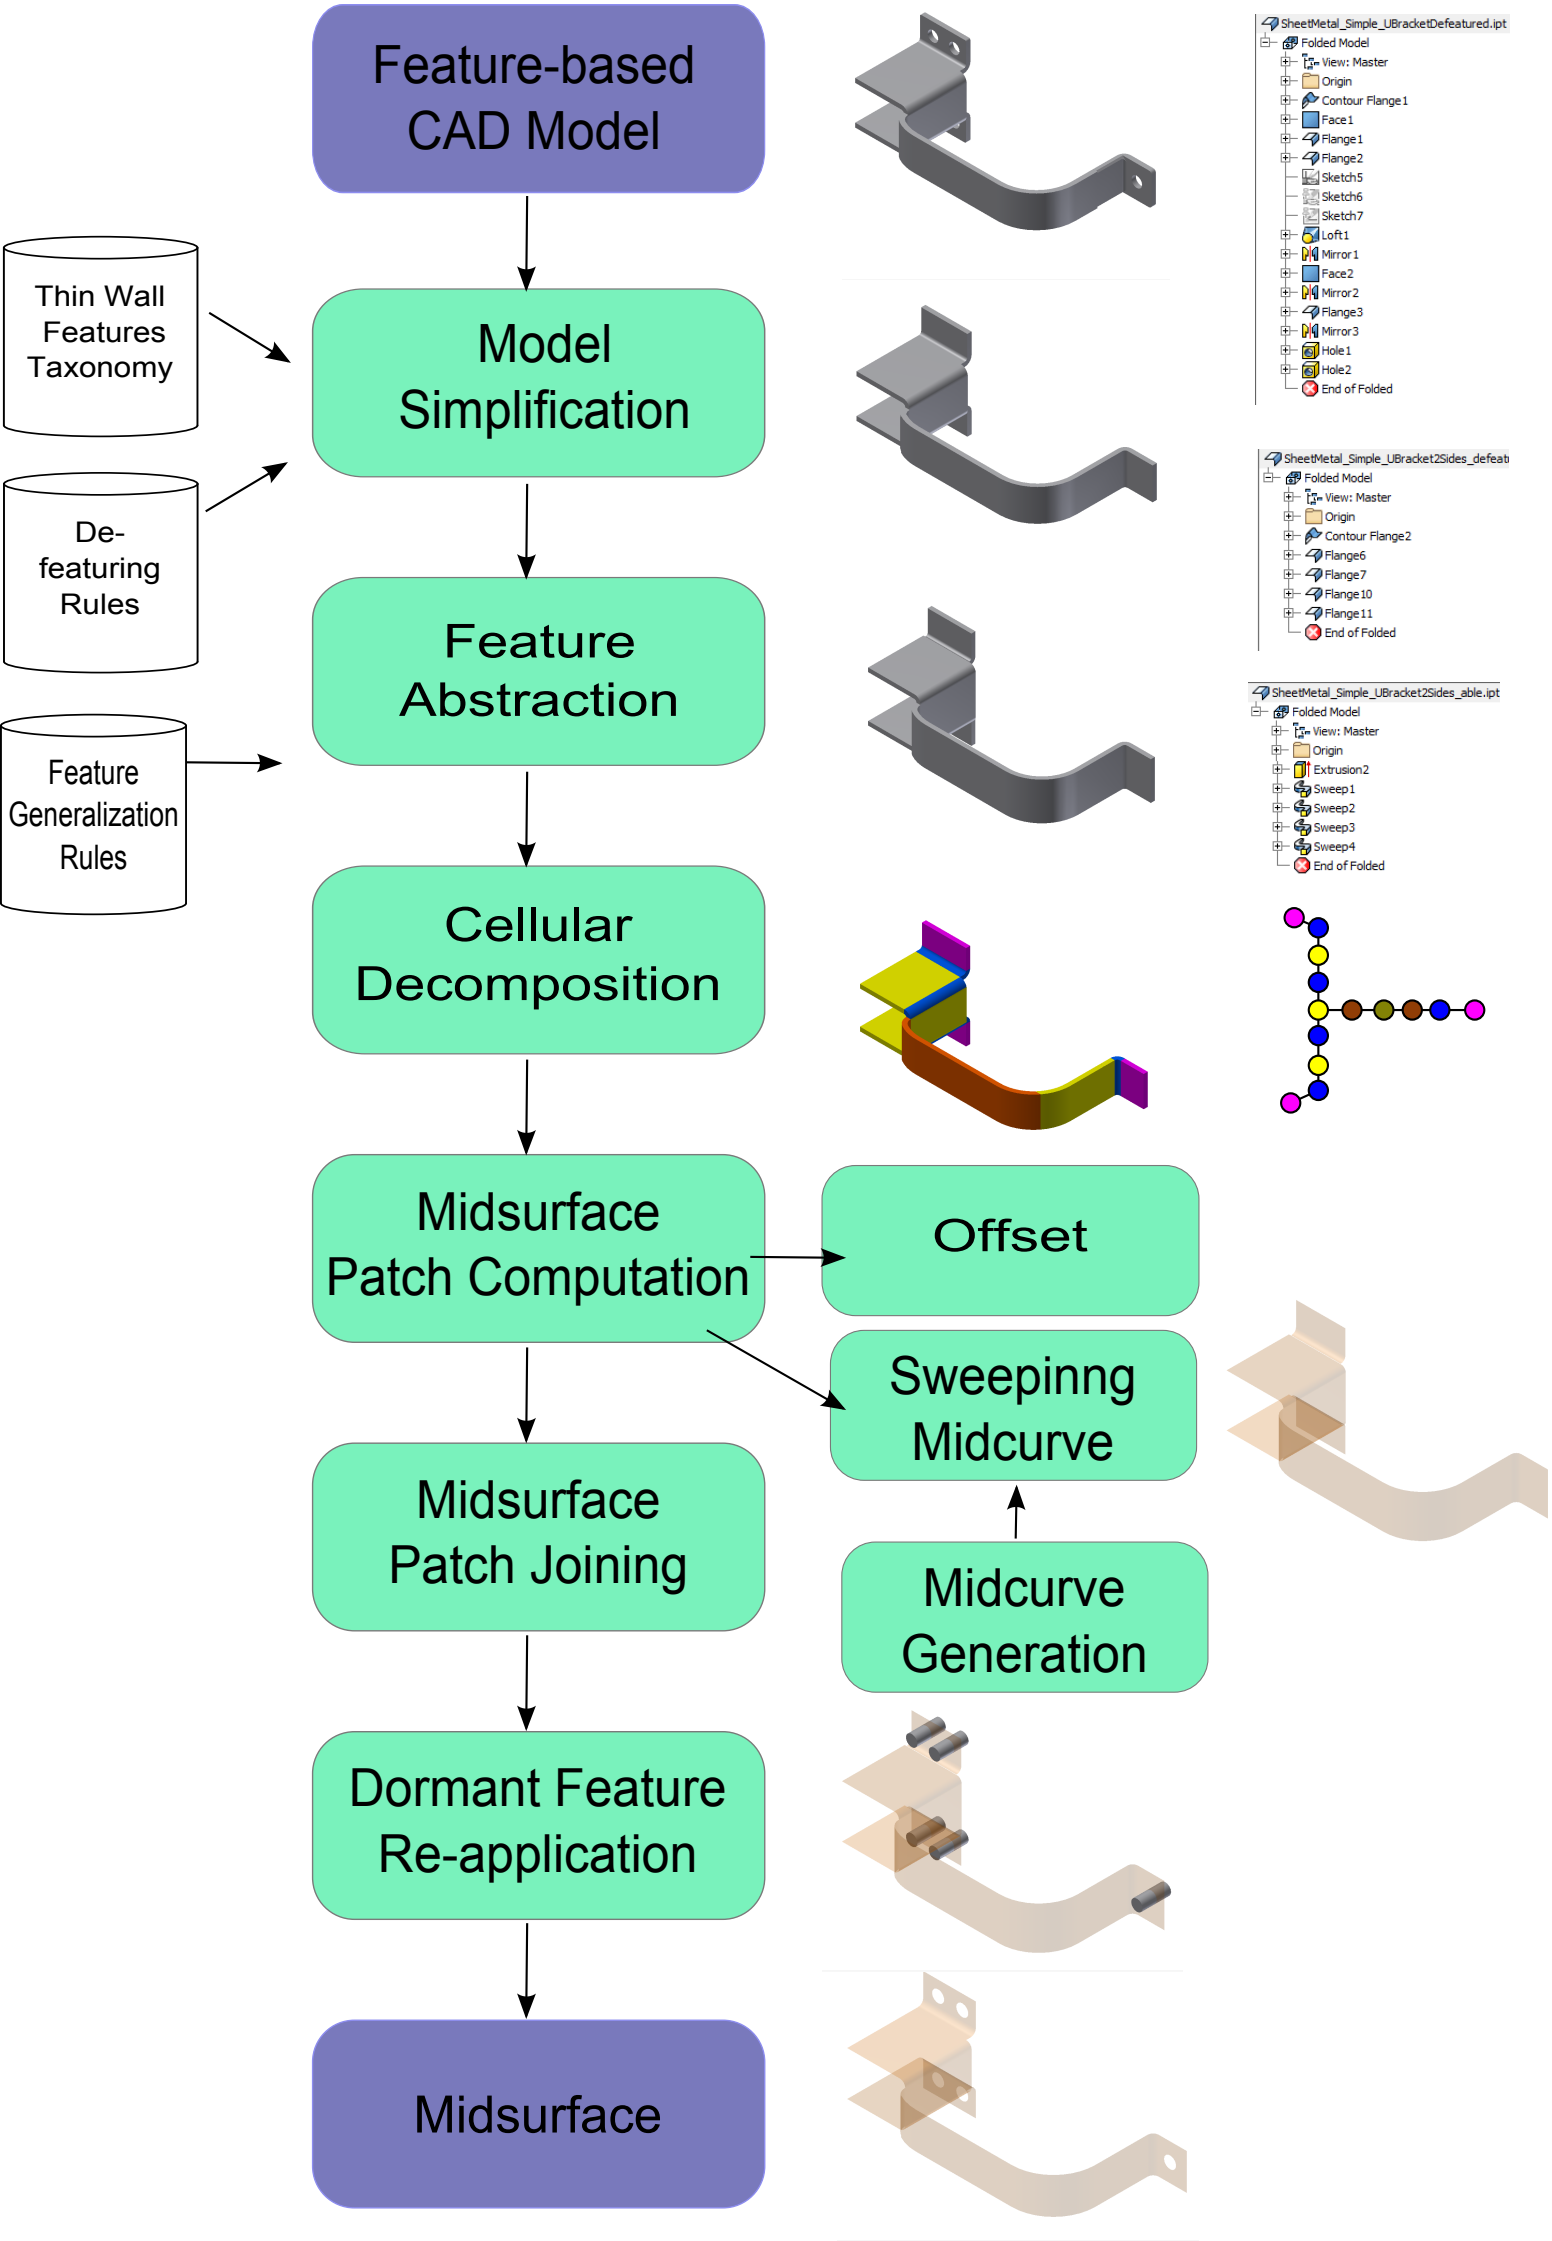 Feature-based
CAD Model
SheetMetal_Simple_UBracketDefeatured.ipt
Folded Model
View: Master
Origin
Contour Flange1
Face1
Flange1
Flange2
Sketch5
Sketch6
Sketch7
Loft1
Mirror1
Face2
Mirror2
Flange3
Mirror3
Hole1
Hole2
End of Folded
Thin Wall
Features
Taxonomy
Model
Simplification
De-
featuring
Rules
SheetMetal_Simple_UBracket2Sides_defeat
Folded Model
View: Master
Origin
Contour Flange2
Flange6
Flange7
Flange10
Flange11
End of Folded
Feature
Abstraction
Feature
Generalization
Rules
SheetMetal_Simple_UBracket2Sides_able.ipt
Folded Model
View: Master
Origin
Extrusion2
Sweep1
Sweep2
Sweep3
Sweep4
End of Folded
Cellular
Decomposition
Midsurface
Patch Computation
Offset
Sweepinng
Midcurve
Midsurface
Patch Joining
Midcurve
Generation
Dormant Feature
Re-application
Midsurface